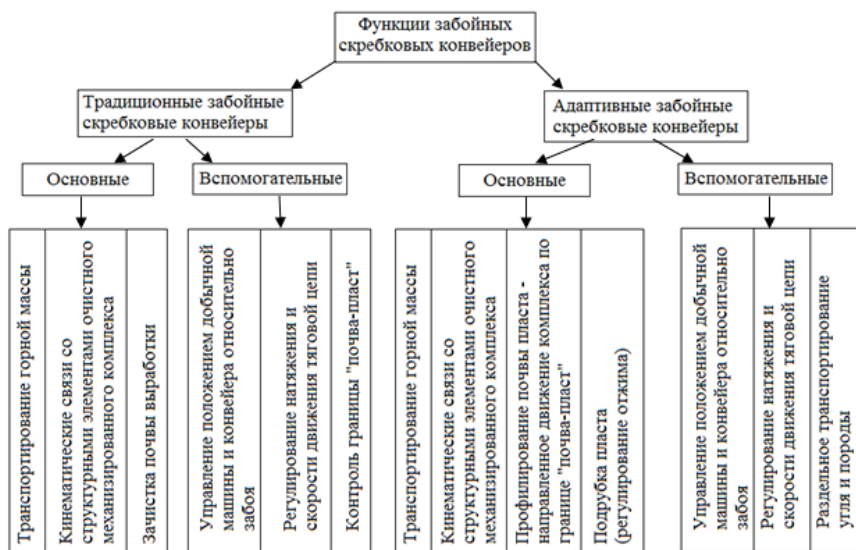 Функции забойных
скребковых конвейеров
Традиционные забойные
скребковые конвейеры
Адаптивные забойные
скребковые конвейеры
Основные
Вспомогательные
Основные
Вспомогательные
Транспортирование горной массы
Кинематические связи со
структурными элементами очистного
механизированного комплекса
Зачистка почвы выработки
Управление положением добычной
машины и конвейера относительно
забоя
Регулирование натяжения и
скорости движения тяговой цепи
Контроль границы "почва-пласт"
Транспортирование горной массы
Кинематические связи со
структурными элементами очистного
механизированного комплекса
Профилирование почвы пласта -
направленное движение комплекса по
границе "почва-пласт"
Подрубка пласта
(регулирование отжима)
Управление положением добычной
машины и конвейера относительно
забоя
Регулирование натяжения и
скорости движения тяговой цепи
Раздельное транспортирование
угля и породы